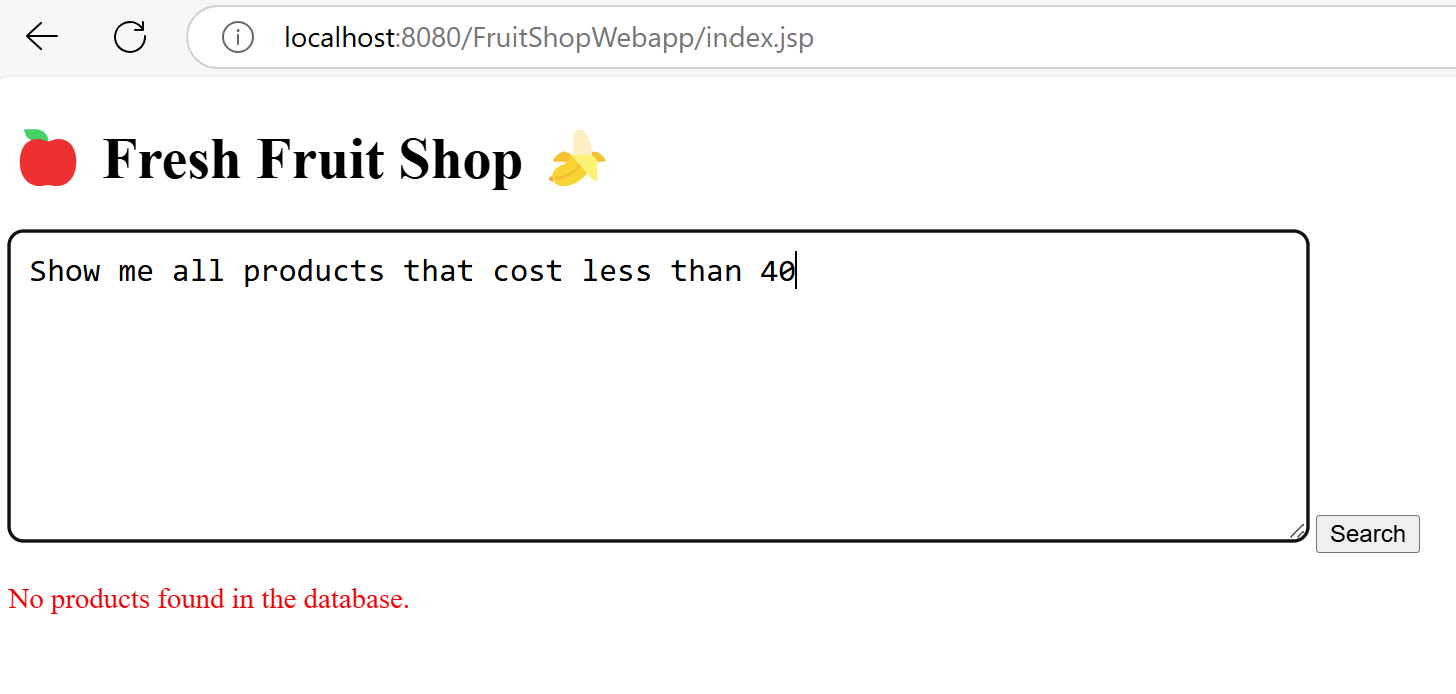 localhost:8080/FruitShopWebapp/index.jsp
🍎 Fresh Fruit Shop 🍌
Show me all products that cost less than 40
Search
No products found in the database.